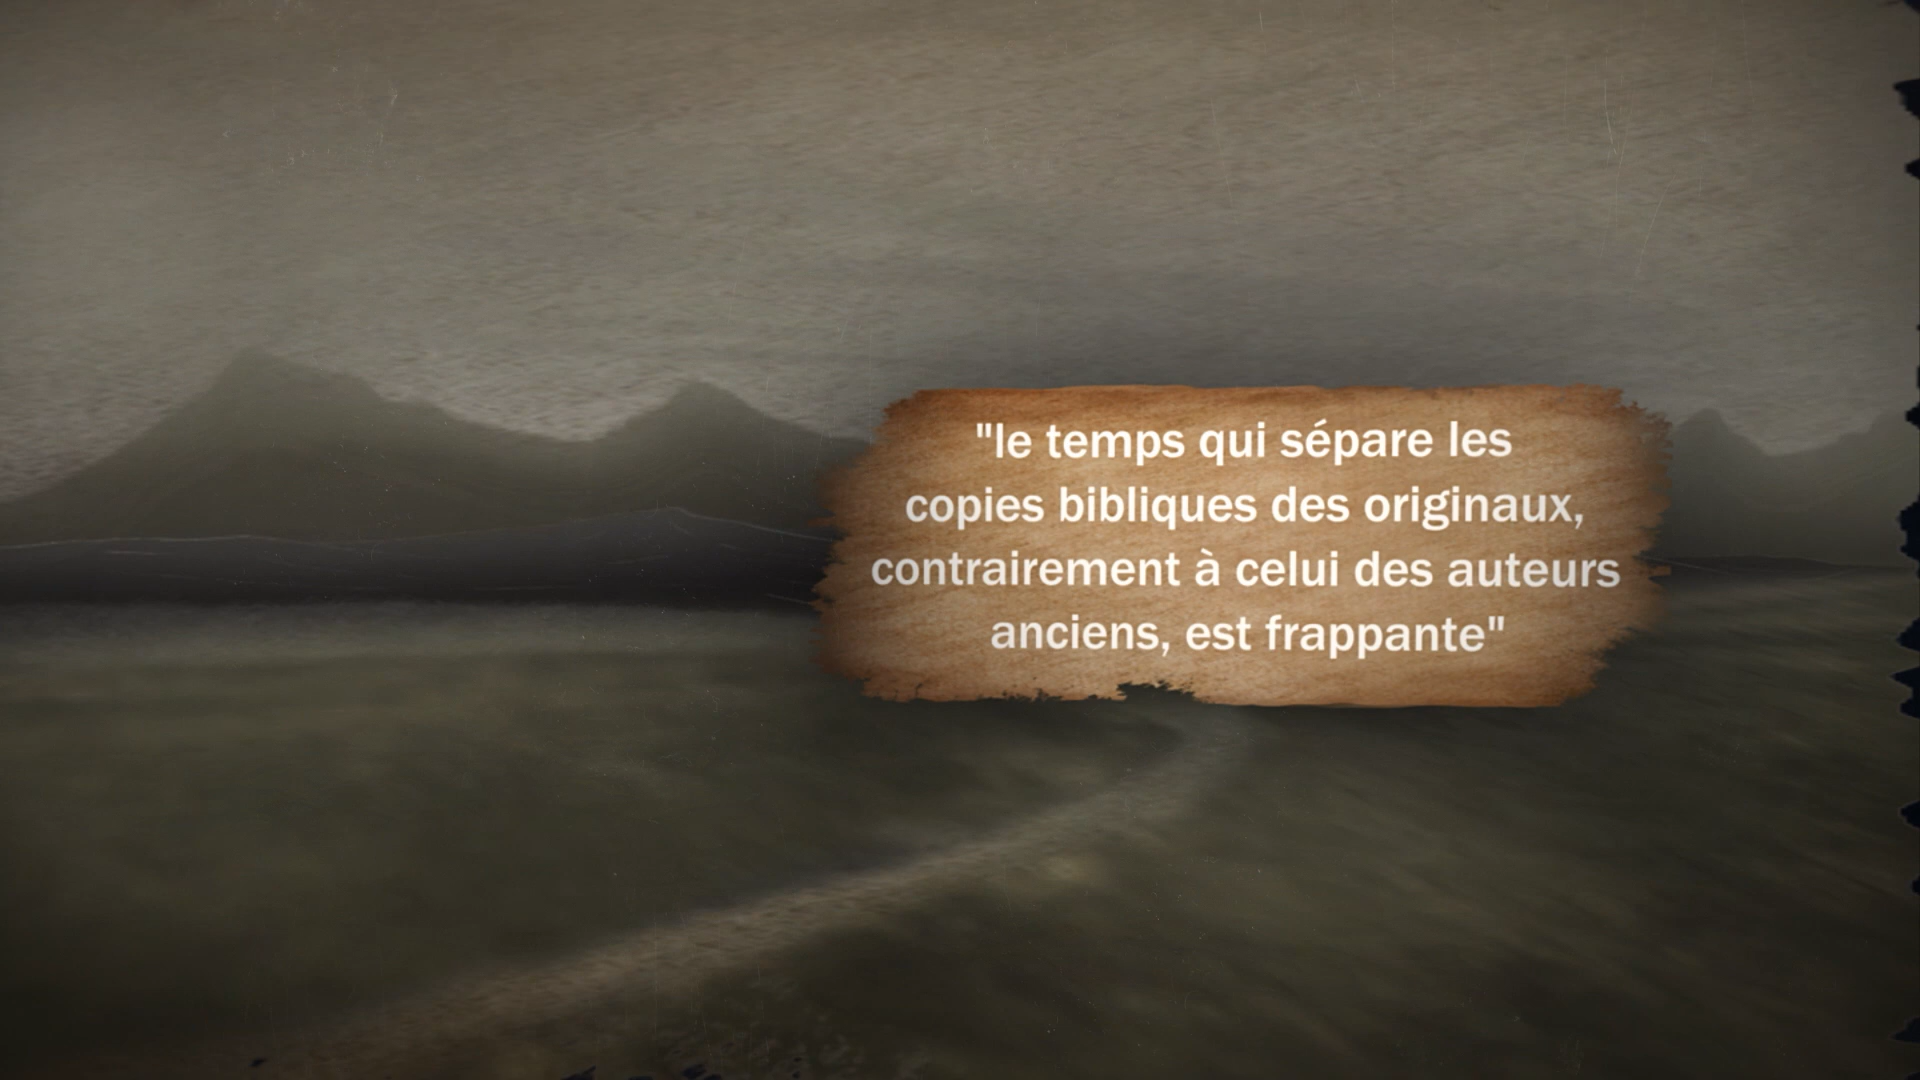 "le temps qui sépare les
copies bibliques des originaux,
contrairement à celui des auteurs
anciens, est frappante"